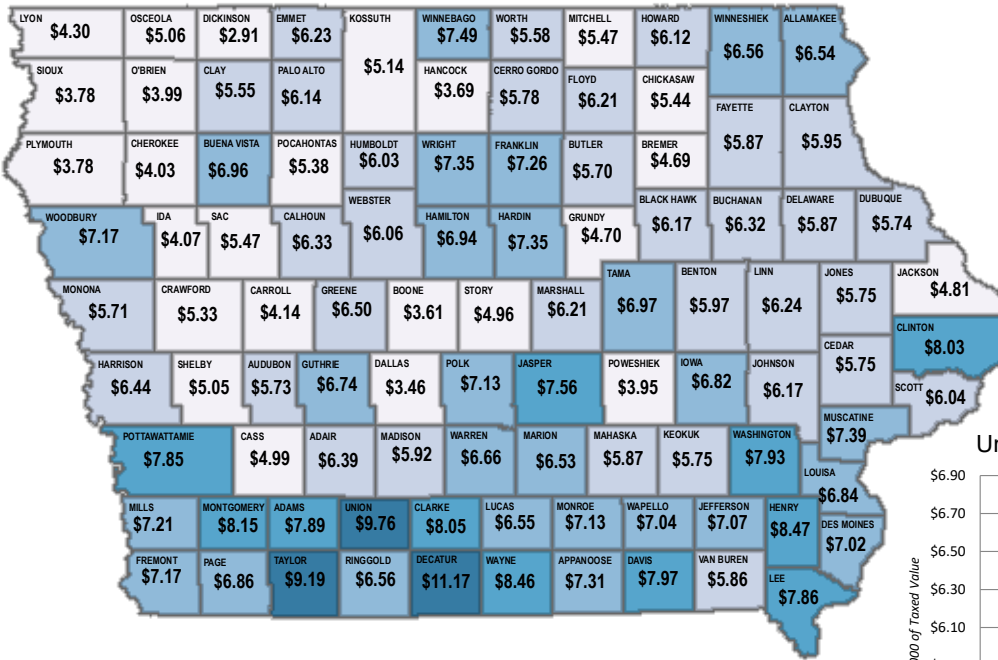 LYON
$4.30
OSCEOLA
$5.06
DICKINSON
$2.91
EMMET
$6.23
KOSSUTH
$5.14
WINNEBAGO
$7.49
WORTH
$5.58
MITCHELL
$5.47
HOWARD
$6.12
WINNESHIEK
$6.56
ALLAMAKEE
$6.54
SIOUX
$3.78
O'BRIEN
$3.99
CLAY
$5.55
PALO ALTO
$6.14
HANCOCK
$3.69
CERRO GORDO
$5.78
FLOYD
$6.21
CHICKASAW
$5.44
FAYETTE
$5.87
CLAYTON
$5.95
PLYMOUTH
$3.78
CHEROKEE
$4.03
BUENA VISTA
$6.96
POCAHONTAS
$5.38
HUMBOLDT
$6.03
WRIGHT
$7.35
FRANKLIN
$7.26
BUTLER
$5.70
BREMER
$4.69
WOODBURY
$7.17
IDA
$4.07
SAC
$5.47
CALHOUN
$6.33
WEBSTER
$6.06
HAMILTON
$6.94
HARDIN
$7.35
GRUNDY
$4.70
BLACK HAWK
$6.17
BUCHANAN
$6.32
DELAWARE
$5.87
DUBUQUE
$5.74
MONONA
$5.71
CRAWFORD
$5.33
CARROLL
$4.14
GREENE
$6.50
BOONE
$3.61
STORY
$4.96
MARSHALL
$6.21
TAMA
$6.97
BENTON
$5.97
LINN
$6.24
JONES
$5.75
JACKSON
$4.81
CLINTON
$8.03
HARRISON
$6.44
SHELBY
$5.05
AUDUBON
$5.73
GUTHRIE
$6.74
DALLAS
$3.46
POLK
$7.13
JASPER
$7.56
POWESHIEK
$3.95
IOWA
$6.82
JOHNSON
$6.17
CEDAR
$5.75
SCOTT
$6.04
POTTAWATTAMIE
$7.85
CASS
$4.99
ADAIR
$6.39
MADISON
$5.92
WARREN
$6.66
MARION
$6.53
MAHASKA
$5.87
KEOKUK
$5.75
WASHINGTON
$7.93
MUSCATINE
$7.39
LOUISA
$6.84
MILLS
$7.21
MONTGOMERY
$8.15
ADAMS
$7.89
UNION
$9.76
CLARKE
$8.05
LUCAS
$6.55
MONROE
$7.13
WAPELLO
$7.04
JEFFERSON
$7.07
HENRY
$8.47
DES MOINES
$7.02
FREMONT
$7.17
PAGE
$6.86
TAYLOR
$9.19
RINGGOLD
$6.56
DECATUR
$11.17
WAYNE
$8.46
APPANOOSE
$7.31
DAVIS
$7.97
VAN BUREN
$5.86
LEE
$7.86
$6.90
$6.70
$6.50
$6.30
$6.10
of Taxed Value